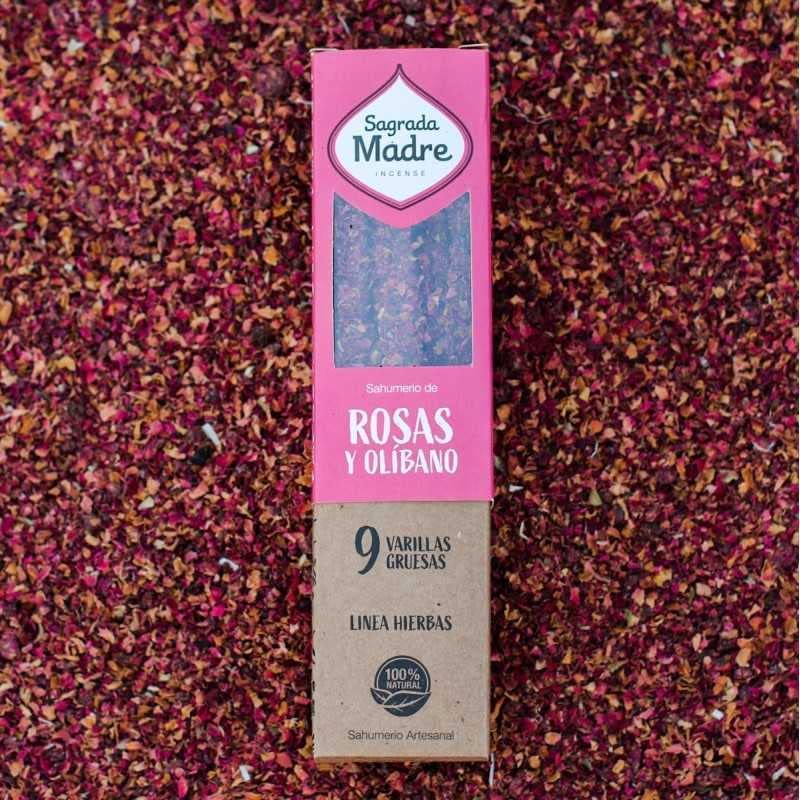 Sagrada
Madre
INCENSE
Sahumerio de
ROSAS
Y OLÍBANO
9 VARILLAS
GRUESAS
LINEA HIERBAS
100%
NATURAL
Sahumerio Artesanal